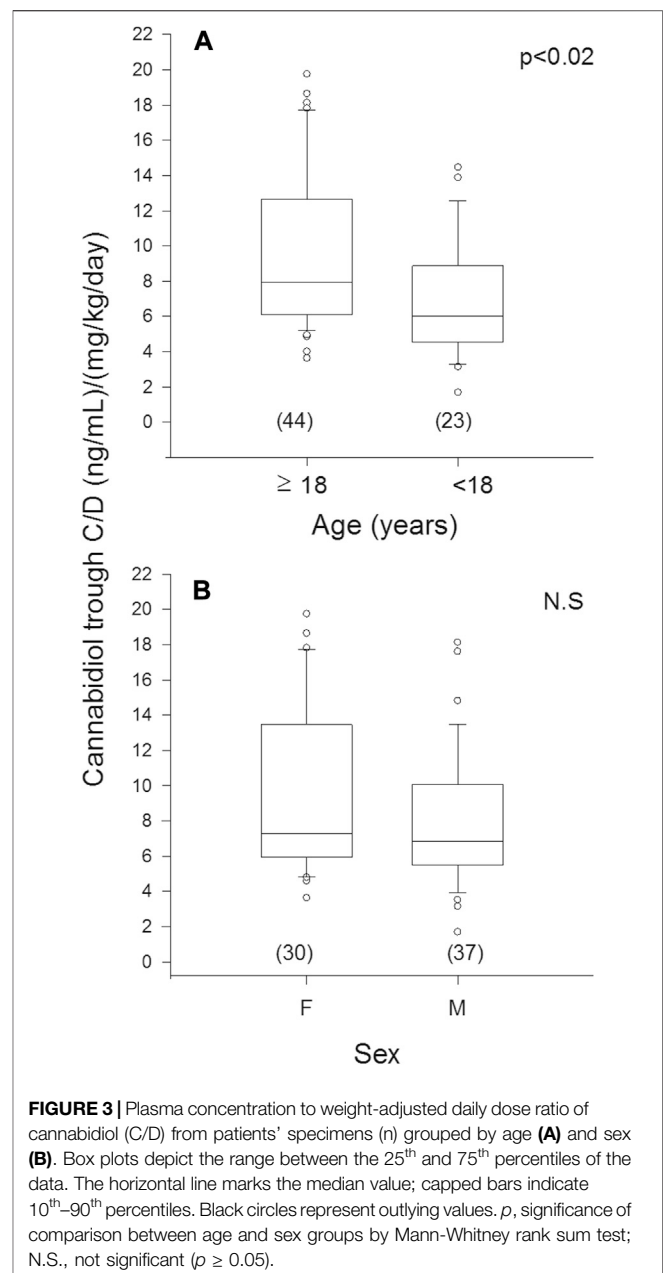 A
p<0.02
22
20
18
16
14
12
10
8
6
4
2
0
(44) (23)
≥ 18 <18
Age (years)
Cannabidiol trough C/D (ng/mL)/(mg/kg/day)
B
N.S
22
20
18
16
14
12
10
8
6
4
2
0
(30) (37)
F M
Sex
FIGURE 3 | Plasma concentration to weight-adjusted daily dose ratio of
cannabidiol (C/D) from patients’ specimens (n) grouped by age (A) and sex
(B). Box plots depict the range between the 25th and 75th percentiles of the
data. The horizontal line marks the median value; capped bars indicate
10th–90th percentiles. Black circles represent outlying values. p, significance of
comparison between age and sex groups by Mann-Whitney rank sum test;
N.S., not significant (p ≥ 0.05).